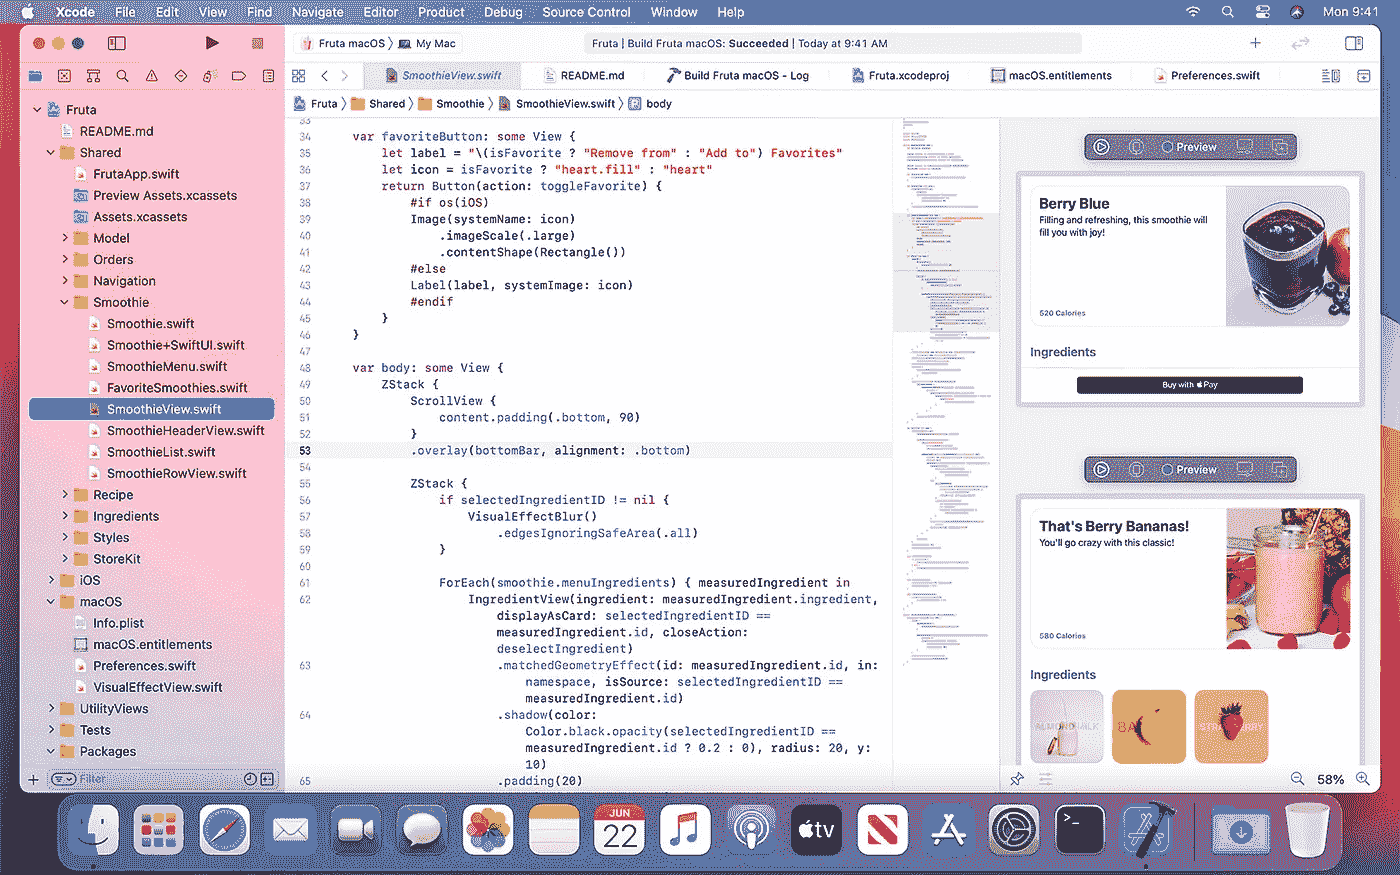 Xcode File Edit View Find Navigate Editor Product Debug Source Control Window Help Mon 9:41
Fruta macOS My Mac
Fruta | Build Fruta macOS: Succeeded | Today at 9:41 AM
SmoothieView.swift README.md Build Fruta macOS - Log Fruta.xcodeproj macOS.entitlements Preferences.swift
Fruta Shared Smoothie SmoothieView.swift body
Fruta
README.md
Shared
FrutaApp.swift
Preview Assets.xcassets
Assets.xcassets
Model
Orders
Navigation
Smoothie
Smoothie.swift
Smoothie+SwiftUI.swift
SmoothieMenu.swift
FavoriteSmoothies.swift
SmoothieView.swift
SmoothieHeaderView.swift
SmoothieList.swift
SmoothieRowView.swift
Recipe
Ingredients
Styles
StoreKit
iOS
macOS
Info.plist
macOS.entitlements
Preferences.swift
VisualEffectView.swift
UtilityViews
Tests
Packages
Filter
33
34 var favoriteButton: some View {
35 let label = "\(isFavorite ? "Remove from" : "Add to") Favorites"
36 let icon = isFavorite ? "heart.fill" : "heart"
37 return Button(action: toggleFavorite) {
38 #if os(iOS)
39 Image(systemName: icon)
40 .imageScale(.large)
41 .contentShape(Rectangle())
42 #else
43 Label(label, systemImage: icon)
44 #endif
45 }
46 }
47
48 var body: some View {
49 ZStack {
50 ScrollView {
51 content.padding(.bottom, 90)
52 }
53 .overlay(bottomBar, alignment: .bottom)
54
55 ZStack {
56 if selectedIngredientID != nil {
57 VisualEffectBlur()
58 .edgesIgnoringSafeArea(.all)
59 }
60
61 ForEach(smoothie.menuIngredients) { measuredIngredient in
62 IngredientView(ingredient: measuredIngredient.ingredient,
displayAsCard: selectedIngredientID ==
measuredIngredient.id, closeAction:
deselectIngredient)
63 .matchedGeometryEffect(id: measuredIngredient.id, in:
namespace, isSource: selectedIngredientID ==
measuredIngredient.id)
64 .shadow(color:
Color.black.opacity(selectedIngredientID ==
measuredIngredient.id ? 0.2 : 0), radius: 20, y:
10)
65 .padding(20)
Preview
Berry Blue
Filling and refreshing, this smoothie will
fill you with joy!
520 Calories
Ingredients
Buy with Pay
Preview
That's Berry Bananas!
You'll go crazy with this classic!
580 Calories
Ingredients
58%
JUN
22
tv